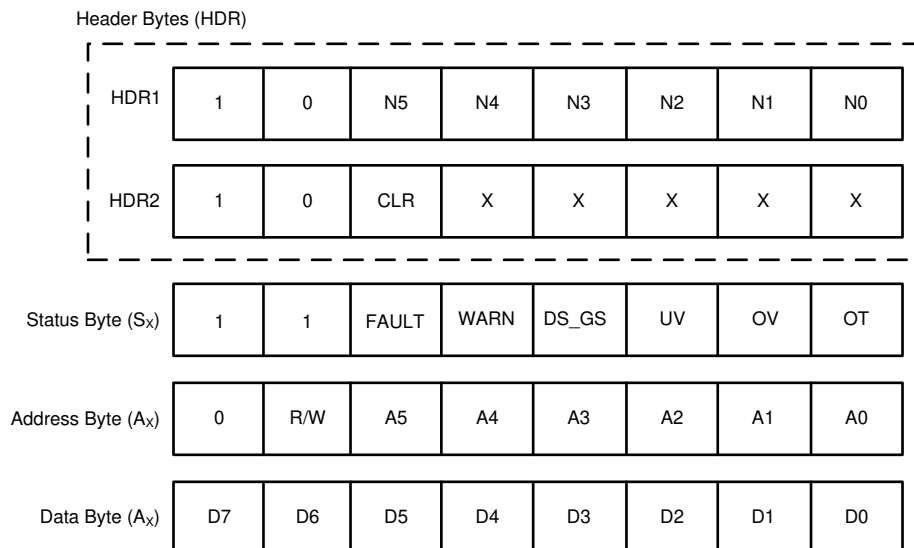 Header Bytes (HDR)
HDR1 1 0 N5 N4 N3 N2 N1 N0
HDR2 1 0 CLR X X X X X
Status Byte (SX) 1 1 FAULT WARN DS_GS UV OV OT
Address Byte (AX) 0 R/W A5 A4 A3 A2 A1 A0
Data Byte (AX) D7 D6 D5 D4 D3 D2 D1 D0